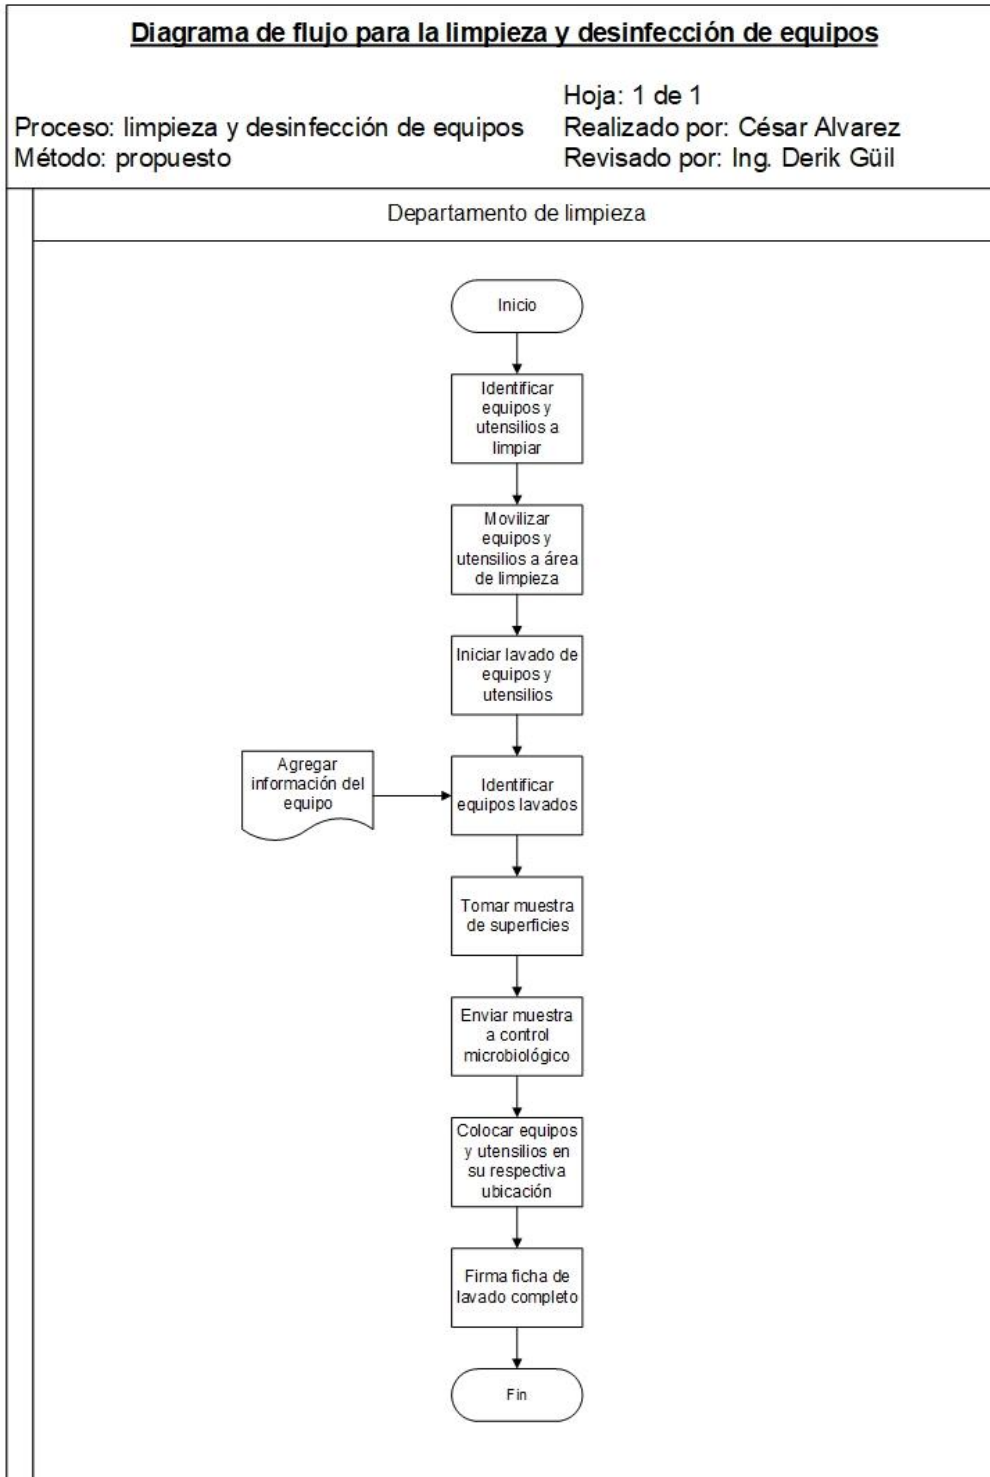 Diagrama de flujo para la limpieza y desinfección de equipos
Hoja: 1 de 1
Proceso: limpieza y desinfección de equipos
Realizado por: César Alvarez
Método: propuesto
Revisado por: Ing. Derik Güil
Departamento de limpieza
Inicio
Identificar
equipos y
utensilios a
limpiar
Movilizar
equipos y
utensilios a área
de limpieza
Iniciar lavado de
equipos y
utensilios
Agregar
información del
equipo
Identificar
equipos lavados
Tomar muestra
de superficies
Enviar muestra
a control
microbiológico
Colocar equipos
y utensilios en
su respectiva
ubicación
Firma ficha de
lavado completo
Fin